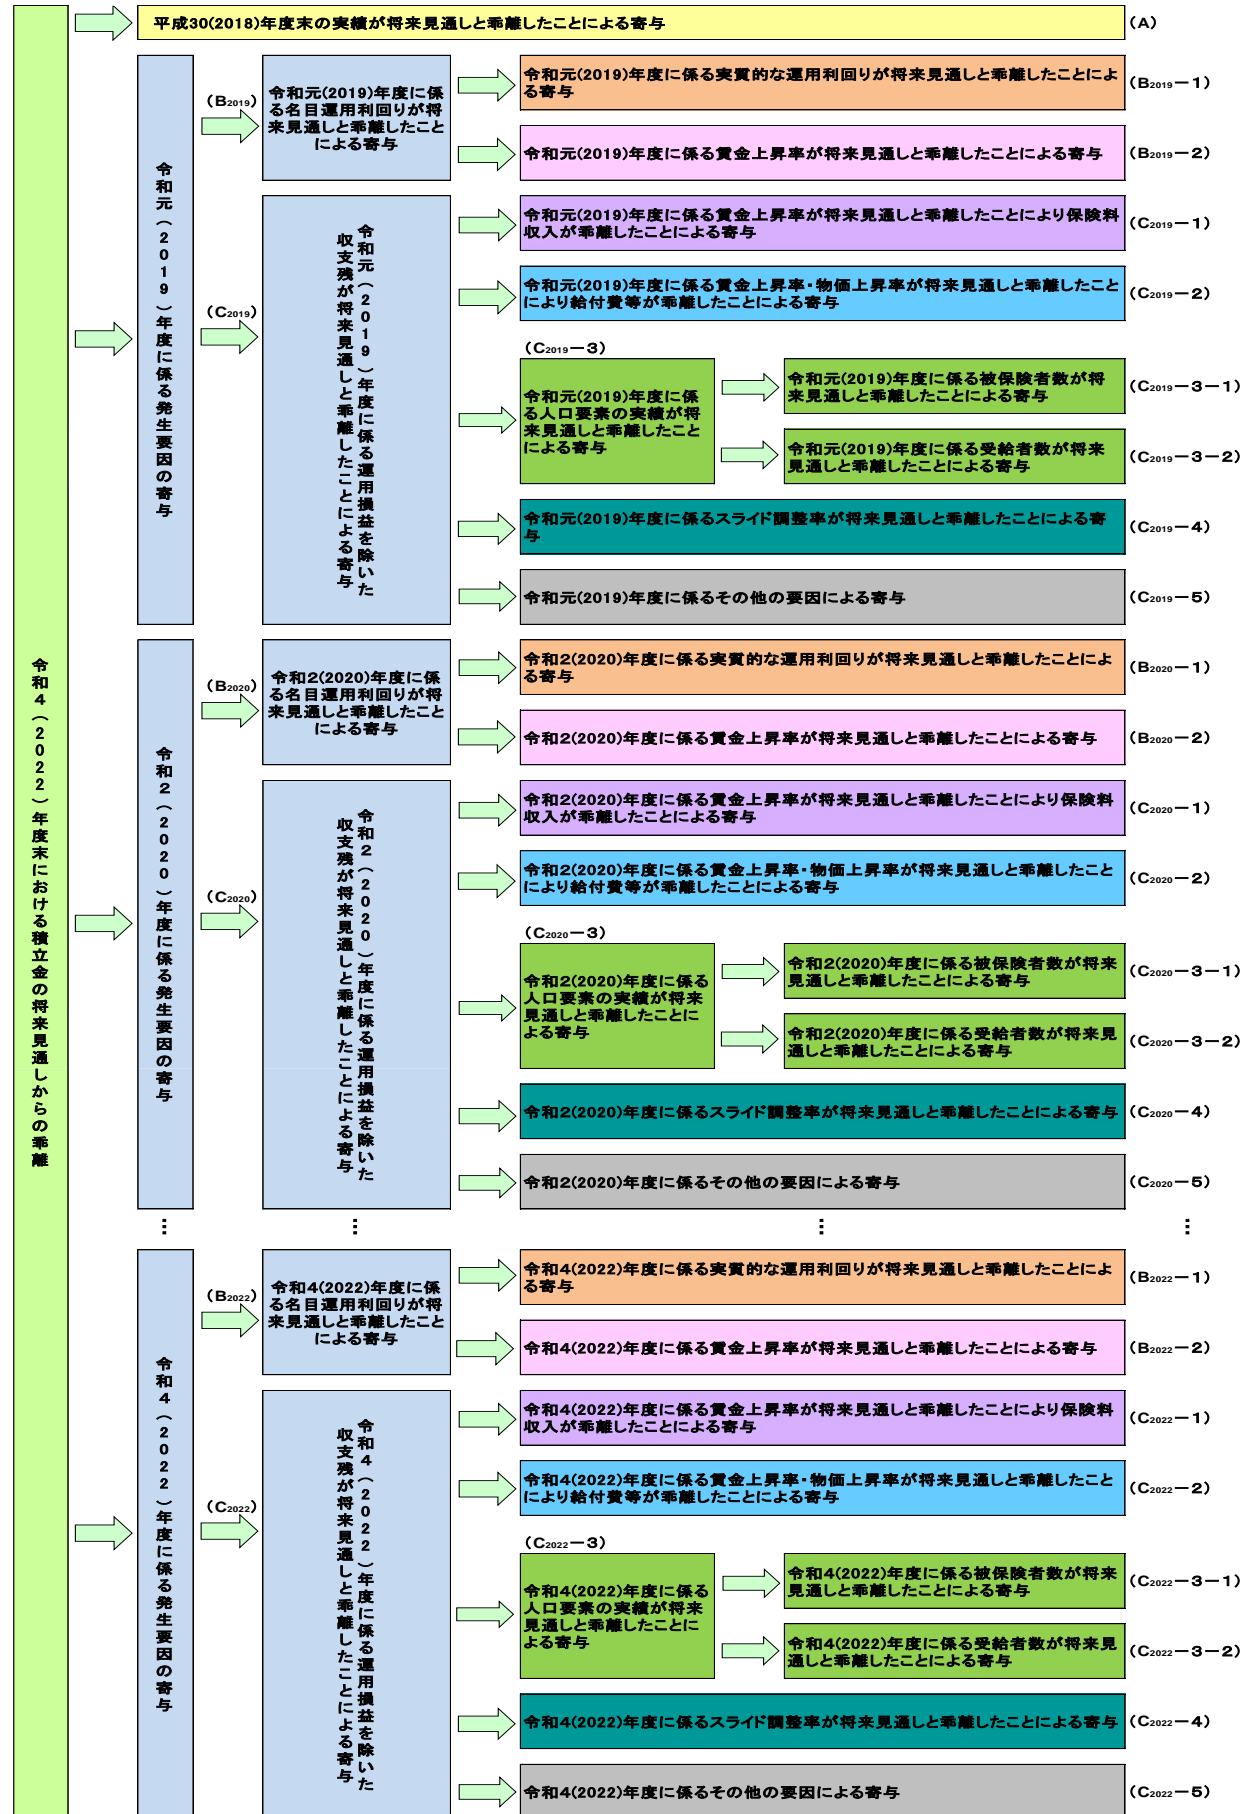 令和4(2022)年度末における積立金の将来見通しからの乖離
平成30(2018)年度末の実績が将来見通しと乖離したことによる寄与
(A)
令和元(2019)年度に係る発生要因の寄与
(B2019)
令和元(2019)年度に係
る名目運用利回りが将
来見通しと乖離したこと
による寄与
令和元(2019)年度に係る実質的な運用利回りが将来見通しと乖離したことによ
る寄与
(B2019－1)
令和元(2019)年度に係る賃金上昇率が将来見通しと乖離したことによる寄与
(B2019－2)
(C2019)
令和元(2019)年度に係る運用損益を除いた
収支残が将来見通しと乖離したことによる寄与
令和元(2019)年度に係る賃金上昇率が将来見通しと乖離したことにより保険料
収入が乖離したことによる寄与
(C2019－1)
令和元(2019)年度に係る賃金上昇率・物価上昇率が将来見通しと乖離したこと
により給付費等が乖離したことによる寄与
(C2019－2)
(C2019－3)
令和元(2019)年度に係
る人口要素の実績が将
来見通しと乖離したこと
による寄与
令和元(2019)年度に係る被保険者数が将
来見通しと乖離したことによる寄与
(C2019－3－1)
令和元(2019)年度に係る受給者数が将来
見通しと乖離したことによる寄与
(C2019－3－2)
令和元(2019)年度に係るスライド調整率が将来見通しと乖離したことによる寄
与
(C2019－4)
令和元(2019)年度に係るその他の要因による寄与
(C2019－5)
令和2(2020)年度に係る発生要因の寄与
(B2020)
令和2(2020)年度に係
る名目運用利回りが将
来見通しと乖離したこと
による寄与
令和2(2020)年度に係る実質的な運用利回りが将来見通しと乖離したことによ
る寄与
(B2020－1)
令和2(2020)年度に係る賃金上昇率が将来見通しと乖離したことによる寄与
(B2020－2)
(C2020)
令和2(2020)年度に係る運用損益を除いた
収支残が将来見通しと乖離したことによる寄与
令和2(2020)年度に係る賃金上昇率が将来見通しと乖離したことにより保険料
収入が乖離したことによる寄与
(C2020－1)
令和2(2020)年度に係る賃金上昇率・物価上昇率が将来見通しと乖離したこと
により給付費等が乖離したことによる寄与
(C2020－2)
(C2020－3)
令和2(2020)年度に係る
人口要素の実績が将来
見通しと乖離したことに
よる寄与
令和2(2020)年度に係る被保険者数が将来
見通しと乖離したことによる寄与
(C2020－3－1)
令和2(2020)年度に係る受給者数が将来見
通しと乖離したことによる寄与
(C2020－3－2)
令和2(2020)年度に係るスライド調整率が将来見通しと乖離したことによる寄与
(C2020－4)
令和2(2020)年度に係るその他の要因による寄与
(C2020－5)
… … … …
令和4(2022)年度に係る発生要因の寄与
(B2022)
令和4(2022)年度に係
る名目運用利回りが将
来見通しと乖離したこと
による寄与
令和4(2022)年度に係る実質的な運用利回りが将来見通しと乖離したことによ
る寄与
(B2022－1)
令和4(2022)年度に係る賃金上昇率が将来見通しと乖離したことによる寄与
(B2022－2)
(C2022)
令和4(2022)年度に係る運用損益を除いた
収支残が将来見通しと乖離したことによる寄与
令和4(2022)年度に係る賃金上昇率が将来見通しと乖離したことにより保険料
収入が乖離したことによる寄与
(C2022－1)
令和4(2022)年度に係る賃金上昇率・物価上昇率が将来見通しと乖離したこと
により給付費等が乖離したことによる寄与
(C2022－2)
(C2022－3)
令和4(2022)年度に係る
人口要素の実績が将来
見通しと乖離したことに
よる寄与
令和4(2022)年度に係る被保険者数が将来
見通しと乖離したことによる寄与
(C2022－3－1)
令和4(2022)年度に係る受給者数が将来見
通しと乖離したことによる寄与
(C2022－3－2)
令和4(2022)年度に係るスライド調整率が将来見通しと乖離したことによる寄与
(C2022－4)
令和4(2022)年度に係るその他の要因による寄与
(C2022－5)